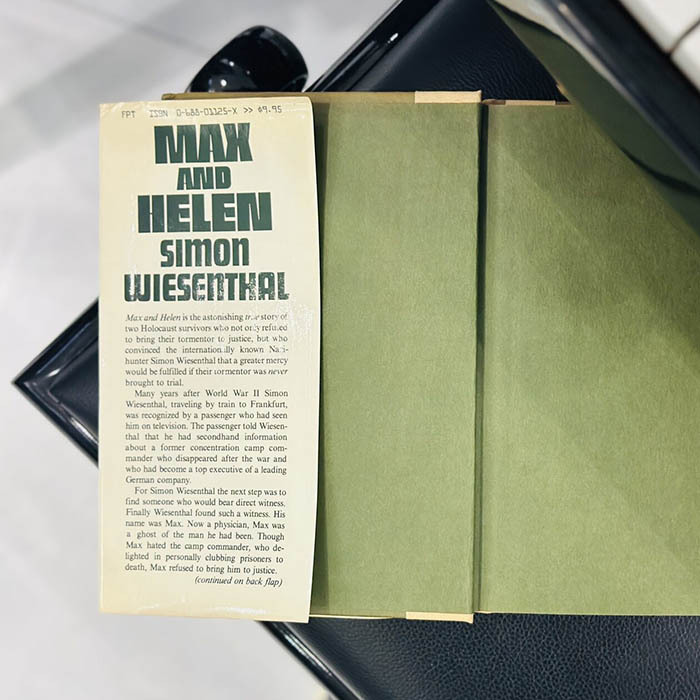 FPT ISBN 0-688-01125-X >> $9.95
MAX
AND
HELEN
SIMON
WIESENTHAL
Max and Helen is the astonishing true story of
two Holocaust survivors who not only refused
to bring their tormentor to justice, but who
convinced the internationally known Nazi-
hunter Simon Wiesenthal that a greater mercy
would be fulfilled if their tormentor was never
brought to trial.
Many years after World War II Simon
Wiesenthal, traveling by train to Frankfurt,
was recognized by a passenger who had seen
him on television. The passenger told Wiesen-
thal that he had secondhand information
about a former concentration camp com-
mander who disappeared after the war and
who had become a top executive of a leading
German company.
For Simon Wiesenthal the next step was to
find someone who would bear direct witness.
Finally Wiesenthal found such a witness. His
name was Max. Now a physician, Max was
a ghost of the man he had been. Though
Max hated the camp commander, who de-
lighted in personally clubbing prisoners to
death, Max refused to bring him to justice.
(continued on back flap)